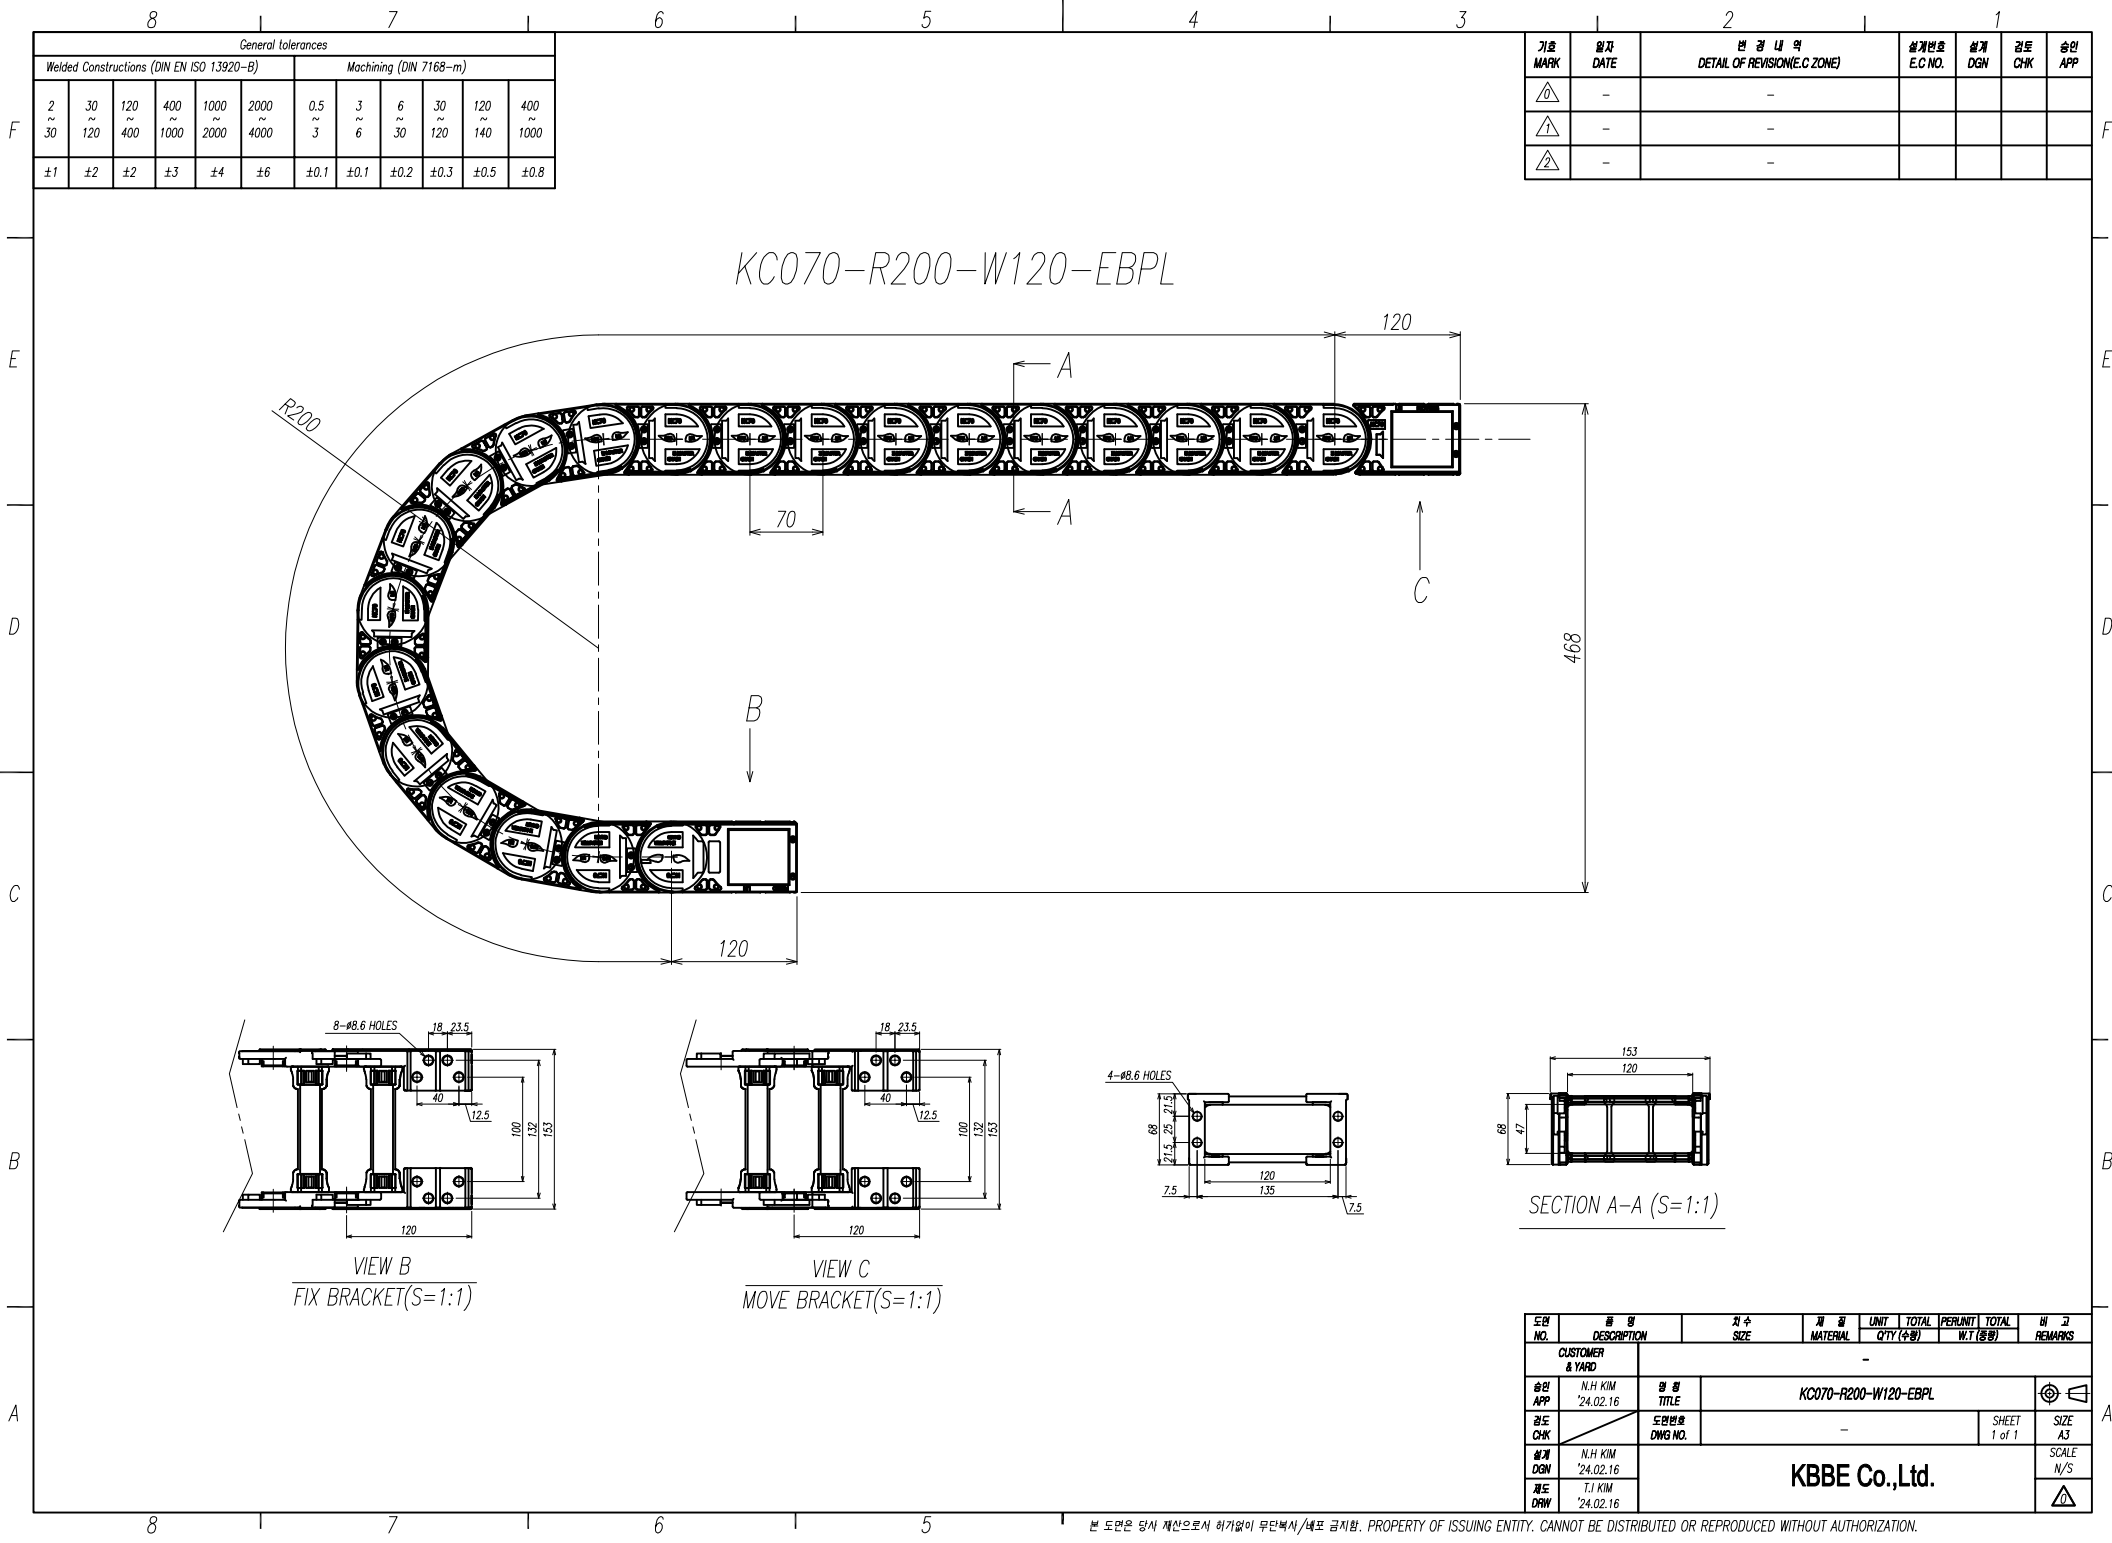 8 7 6 5 4 3 2 1
General tolerances
Welded Constructions (DIN EN ISO 13920-B) Machining (DIN 7168-m)
2 ~ 30 30 ~ 120 120 ~ 400 400 ~ 1000 1000 ~ 2000 2000 ~ 4000 0.5 ~ 3 3 ~ 6 6 ~ 30 30 ~ 120 120 ~ 140 400 ~ 1000
±1 ±2 ±2 ±3 ±4 ±6 ±0.1 ±0.1 ±0.2 ±0.3 ±0.5 ±0.8
기호 일자 변 경 내 역 설계번호 설계 검토 승인
MARK DATE DETAIL OF REVISION(E.C ZONE) E.C NO. DGN CHK APP
0 - -
1 - -
2 - -
F F
KC070-R200-W120-EBPL
E E
120
A
R200
A
70
C
D D
468
B
C C
120
8-ø8.6 HOLES
18 23.5
40
12.5
100
132
153
120
VIEW B
FIX BRACKET(S=1:1)
18 23.5
40
12.5
100
132
153
120
VIEW C
MOVE BRACKET(S=1:1)
4-ø8.6 HOLES
68
21.5
25
21.5
120
7.5 135
7.5
153
120
68
47
SECTION A-A (S=1:1)
B B
도면 품 명 치 수 재 질 UNIT TOTAL PERUNIT TOTAL 비 고
NO. DESCRIPTION SIZE MATERIAL Q'TY (수량) W.T (중량) REMARKS
CUSTOMER
& YARD
-
승인 N.H KIM 명 칭
APP '24.02.16 TITLE
KC070-R200-W120-EBPL
검도 도면번호 SHEET SIZE
CHK DWG NO. - 1 of 1 A3
설계 N.H KIM SCALE
DGN '24.02.16 N/S
KBBE Co.,Ltd.
제도 T.I KIM
DRW '24.02.16
0
A A
8 7 6 5
본 도면은 당사 재산으로서 허가없이 무단복사/배포 금지함. PROPERTY OF ISSUING ENTITY. CANNOT BE DISTRIBUTED OR REPRODUCED WITHOUT AUTHORIZATION.